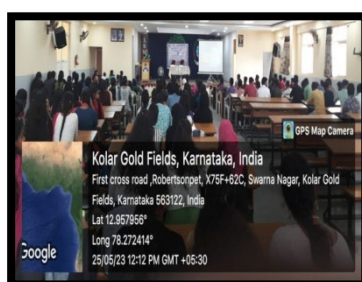 GPS Map Camera
Kolar Gold Fields, Karnataka, India
First cross road ,Robertsonpet, X75F+62C, Swarna Nagar, Kolar Gold
Fields, Karnataka 563122, India
Lat 12.957956°
Long 78.272414°
25/05/23 12:12 PM GMT +05:30
Google